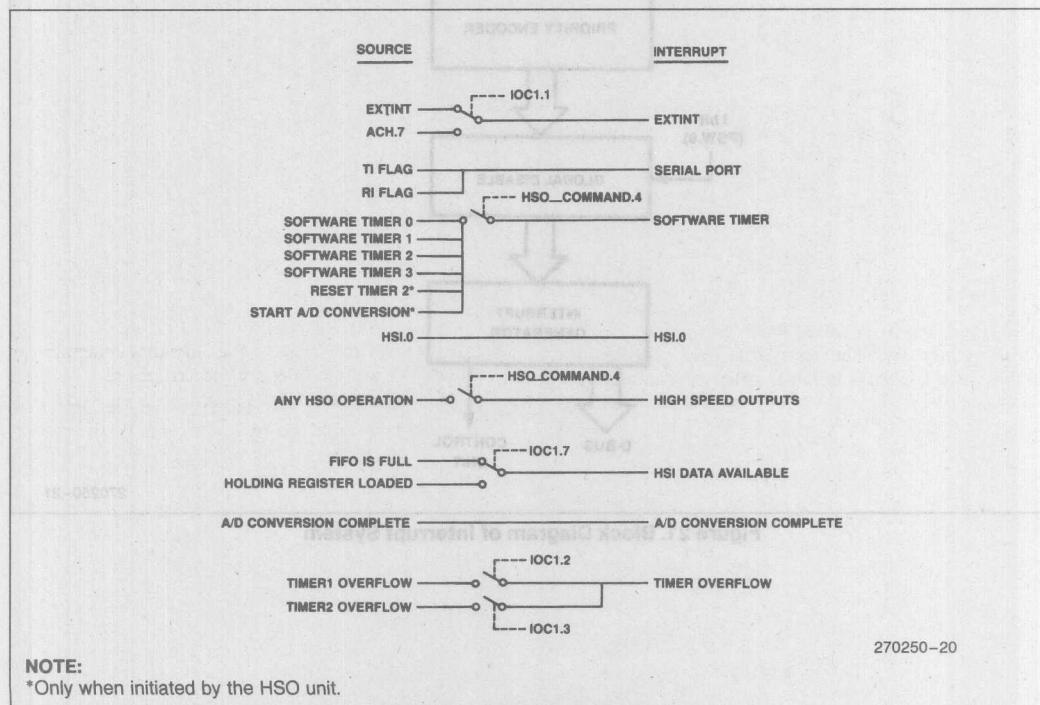 SOURCE INTERRUPT
IOC1.1
EXTINT EXTINT
ACH.7
TI FLAG SERIAL PORT
RI FLAG
HSO_COMMAND.4
SOFTWARE TIMER 0 SOFTWARE TIMER
SOFTWARE TIMER 1
SOFTWARE TIMER 2
SOFTWARE TIMER 3
RESET TIMER 2*
START A/D CONVERSION*
HSI.0 HSI.0
HSO_COMMAND.4
ANY HSO OPERATION HIGH SPEED OUTPUTS
IOC1.7
FIFO IS FULL HSI DATA AVAILABLE
HOLDING REGISTER LOADED
A/D CONVERSION COMPLETE A/D CONVERSION COMPLETE
IOC1.2
TIMER1 OVERFLOW TIMER OVERFLOW
TIMER2 OVERFLOW
IOC1.3
270250-20
NOTE:
*Only when initiated by the HSO unit.